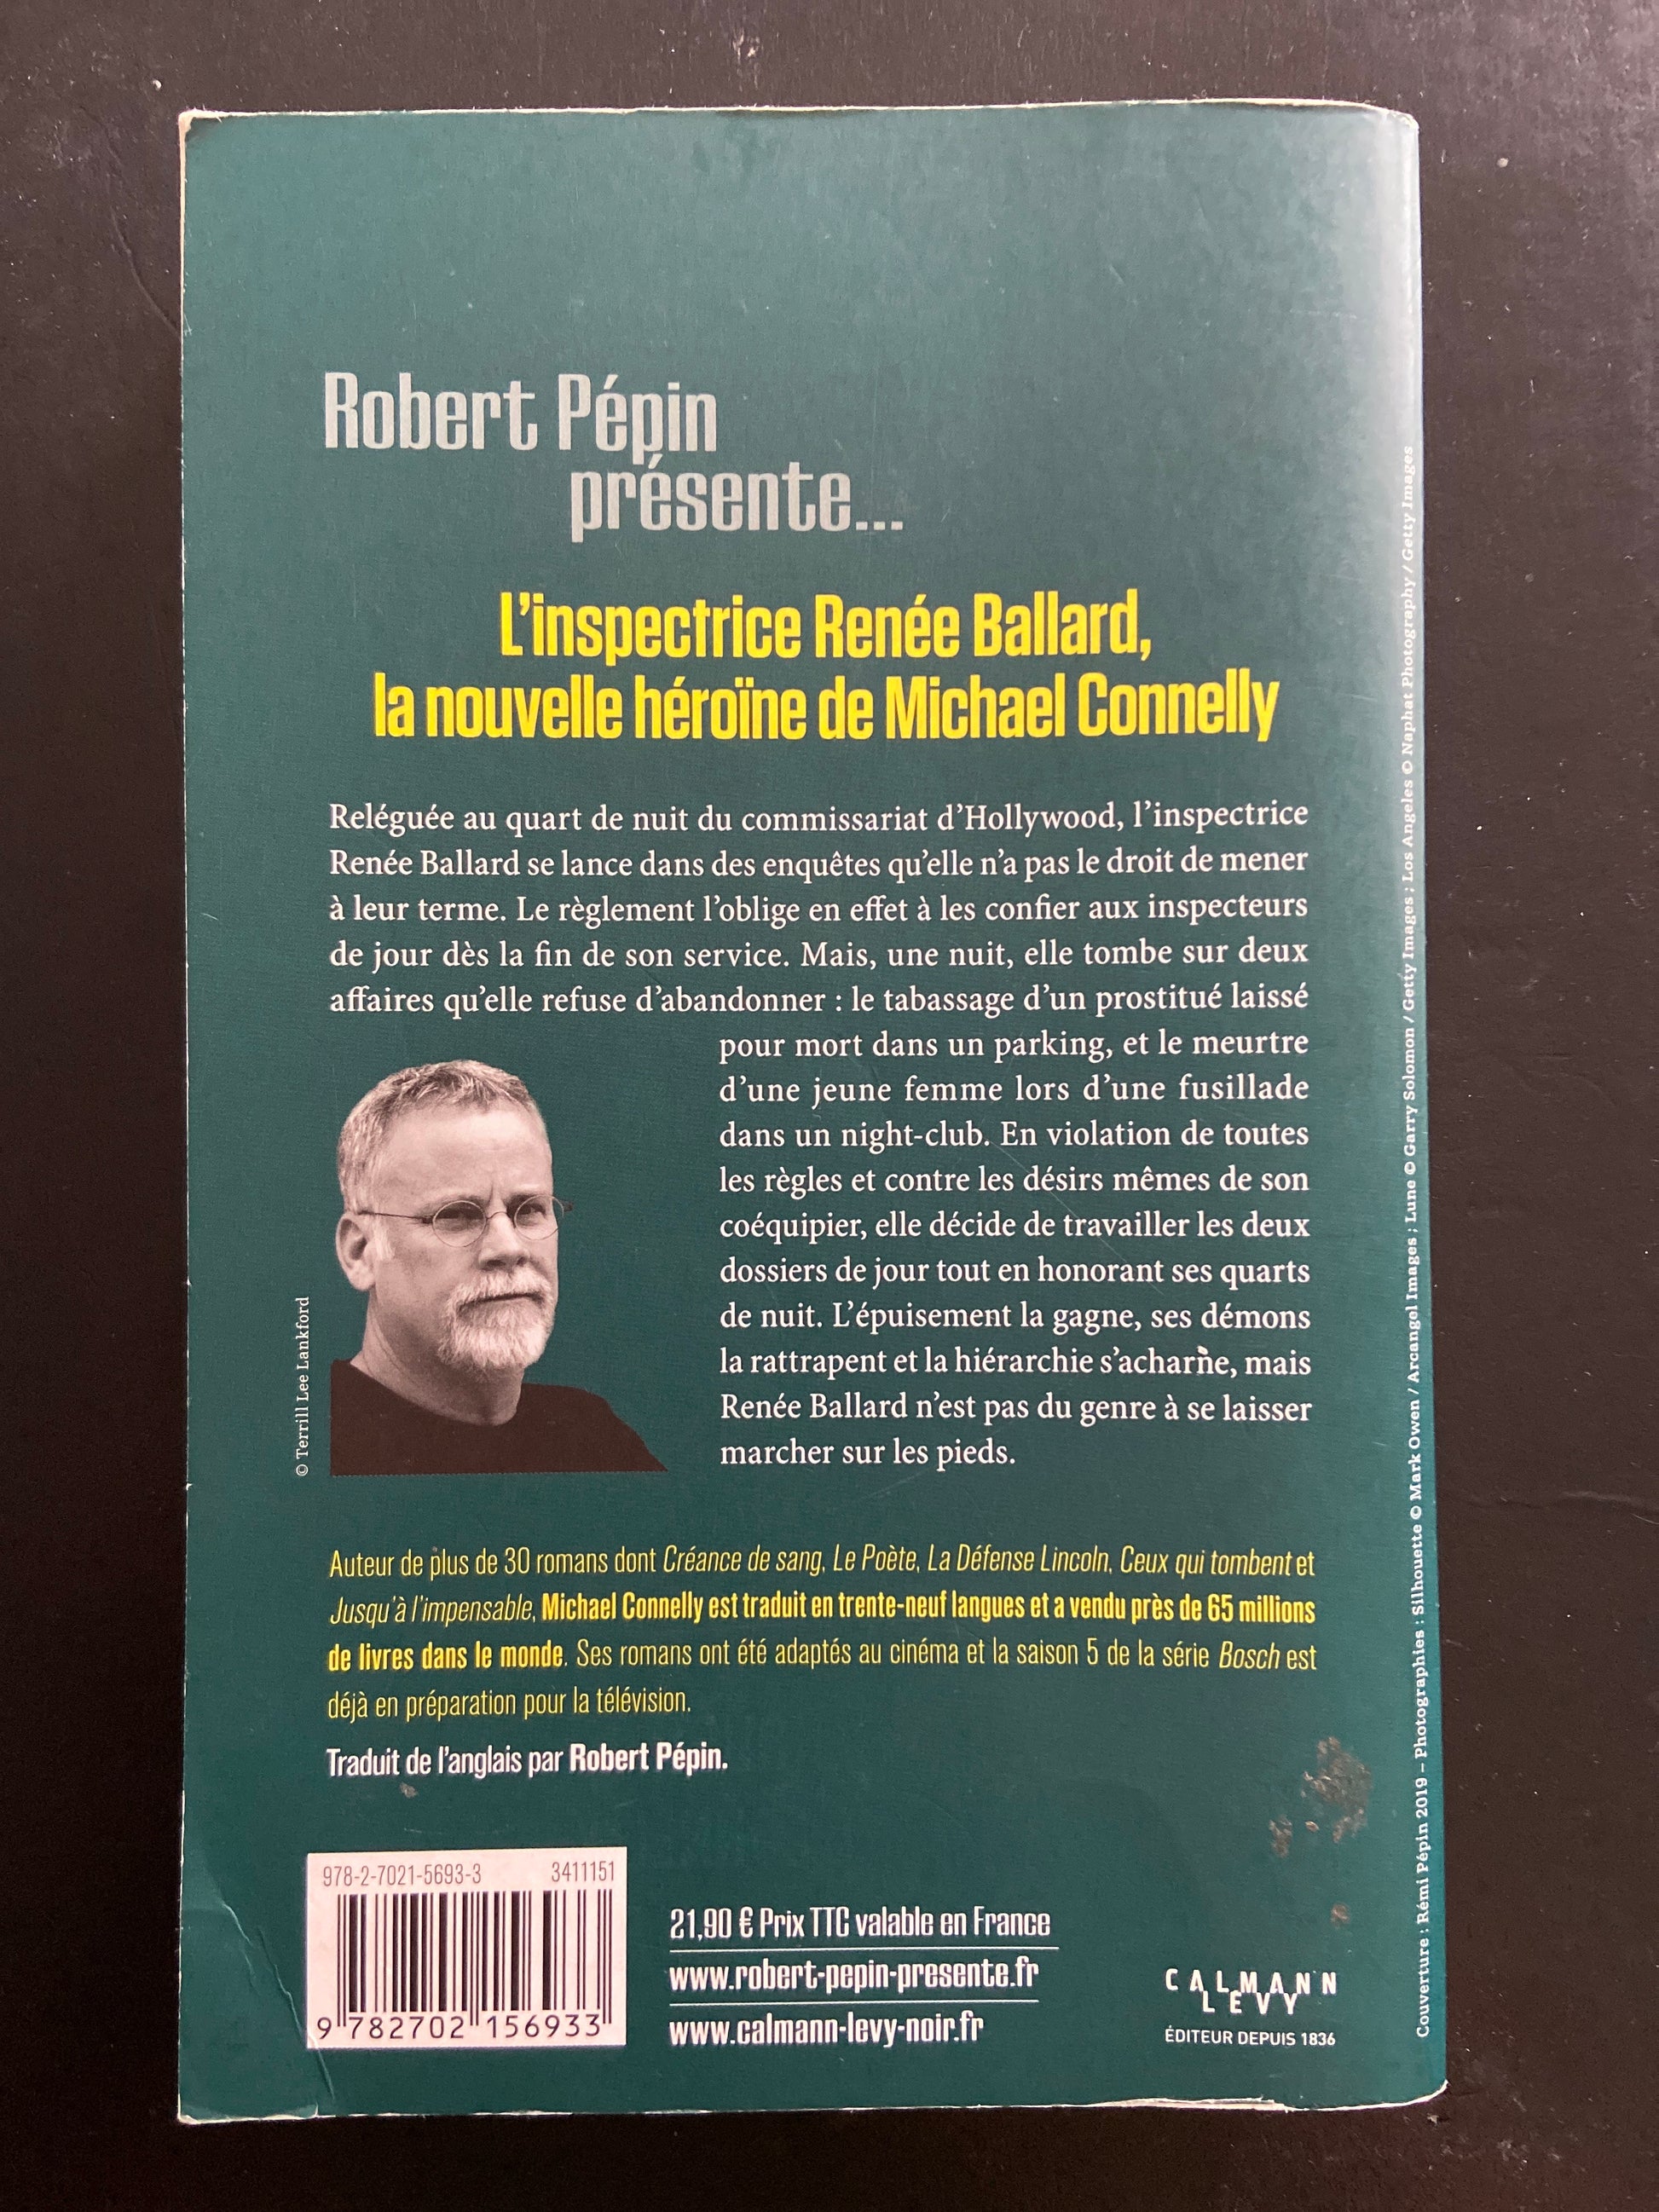 Robert Pépin
présente...
L'inspectrice Renée Ballard,
la nouvelle héroïne de Michael Connelly
Reléguée au quart de nuit du commissariat d'Hollywood, l'inspectrice
Renée Ballard se lance dans des enquêtes qu'elle n'a pas le droit de mener
à leur terme. Le règlement l'oblige en effet à les confier aux inspecteurs
de jour dès la fin de son service. Mais, une nuit, elle tombe sur deux
affaires qu'elle refuse d'abandonner : le tabassage d'un prostitué laissé
pour mort dans un parking, et le meurtre
d'une jeune femme lors d'une fusillade
dans un night-club. En violation de toutes
les règles et contre les désirs mêmes de son
coéquipier, elle décide de travailler les deux
dossiers de jour tout en honorant ses quarts
de nuit. L'épuisement la gagne, ses démons
la rattrapent et la hiérarchie s'acharne, mais
Renée Ballard n'est pas du genre à se laisser
marcher sur les pieds.
© Terrill Lee Lankford
Auteur de plus de 30 romans dont Créance de sang, Le Poète, La Défense Lincoln, Ceux qui tombent et
Jusqu'à l'impensable, Michael Connelly est traduit en trente-neuf langues et a vendu près de 65 millions
de livres dans le monde. Ses romans ont été adaptés au cinéma et la saison 5 de la série Bosch est
déjà en préparation pour la télévision.
Traduit de l'anglais par Robert Pépin.
978-2-7021-5693-3 3411151
9 782702 156933
21,90 € Prix TTC valable en France
www.robert-pepin-presente.fr
www.calmann-levy-noir.fr
CALMANN
LEVY
ÉDITEUR DEPUIS 1836
Couverture : Rémi Pépin 2019 – Photographies : Silhouette © Mark Owen / Arcangel Images ; Lune © Garry Solomon / Getty Images ; Los Angeles © Naphat Photography / Getty Images